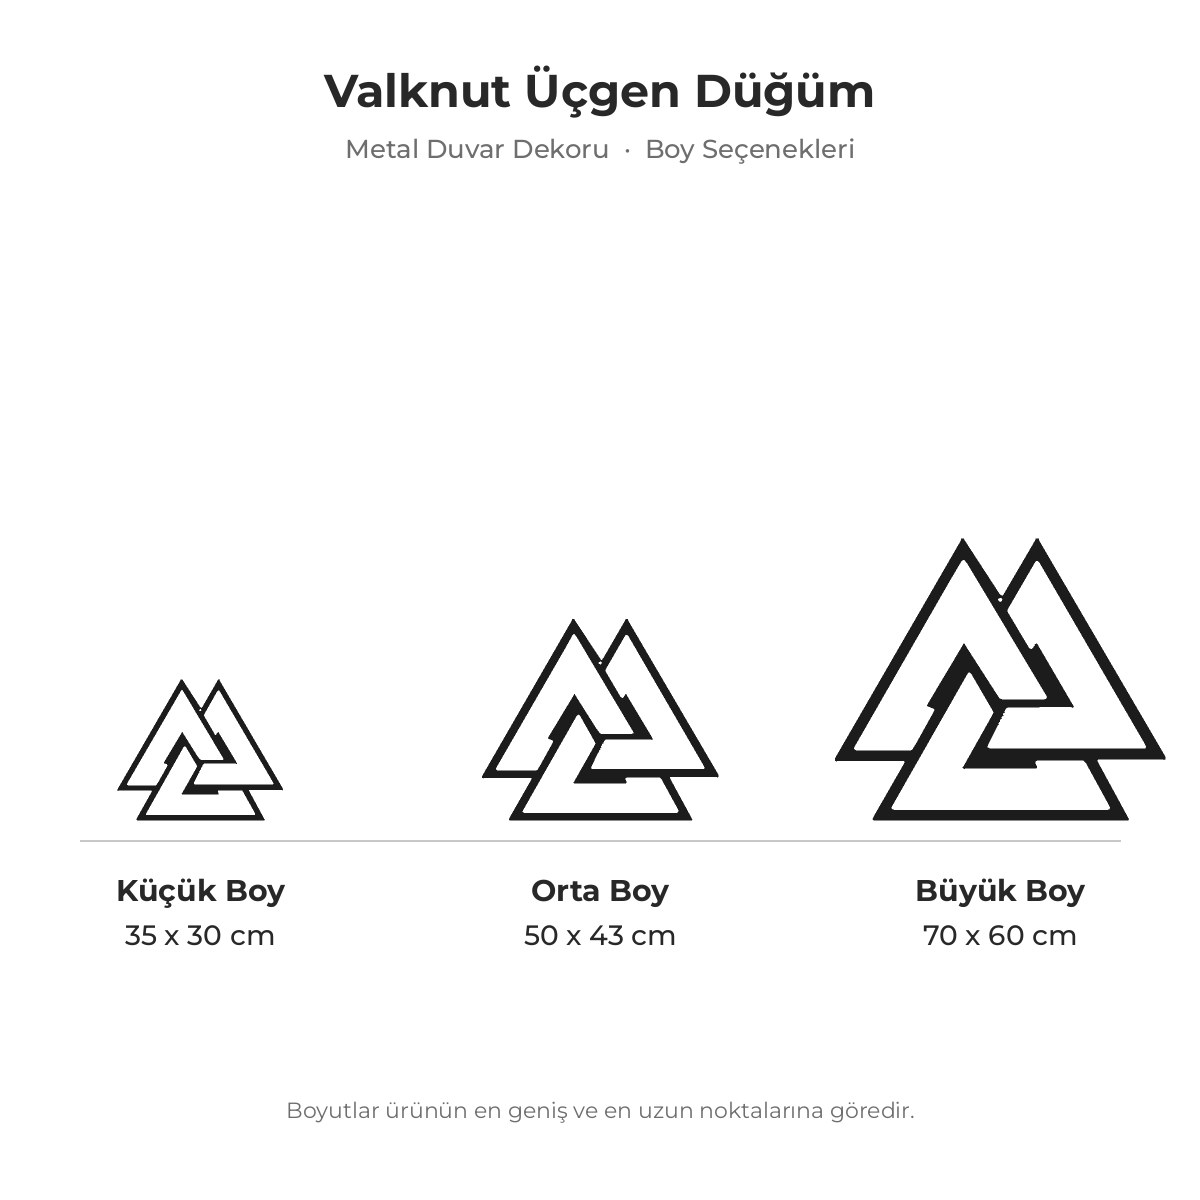 Valknut Üçgen Düğüm
Metal Duvar Dekoru · Boy Seçenekleri
Küçük Boy
35 x 30 cm
Orta Boy
50 x 43 cm
Büyük Boy
70 x 60 cm
Boyutlar ürünün en geniş ve en uzun noktalarına göredir.